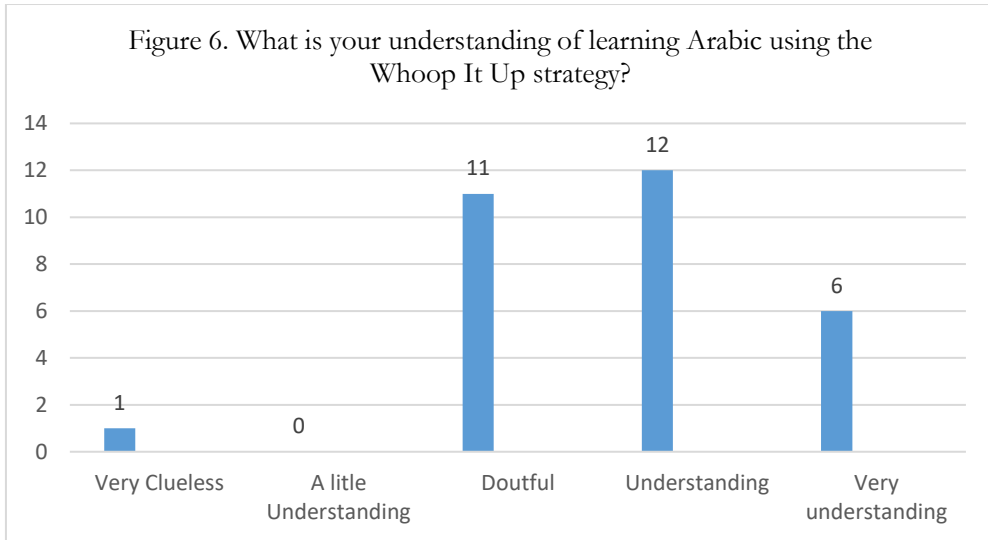 Figure 6. What is your understanding of learning Arabic using the
Whoop It Up strategy?
14
12
10
8
6
4
2
0
1
0
11
12
6
Very Clueless
A litle
Understanding
Doutful
Understanding
Very
understanding